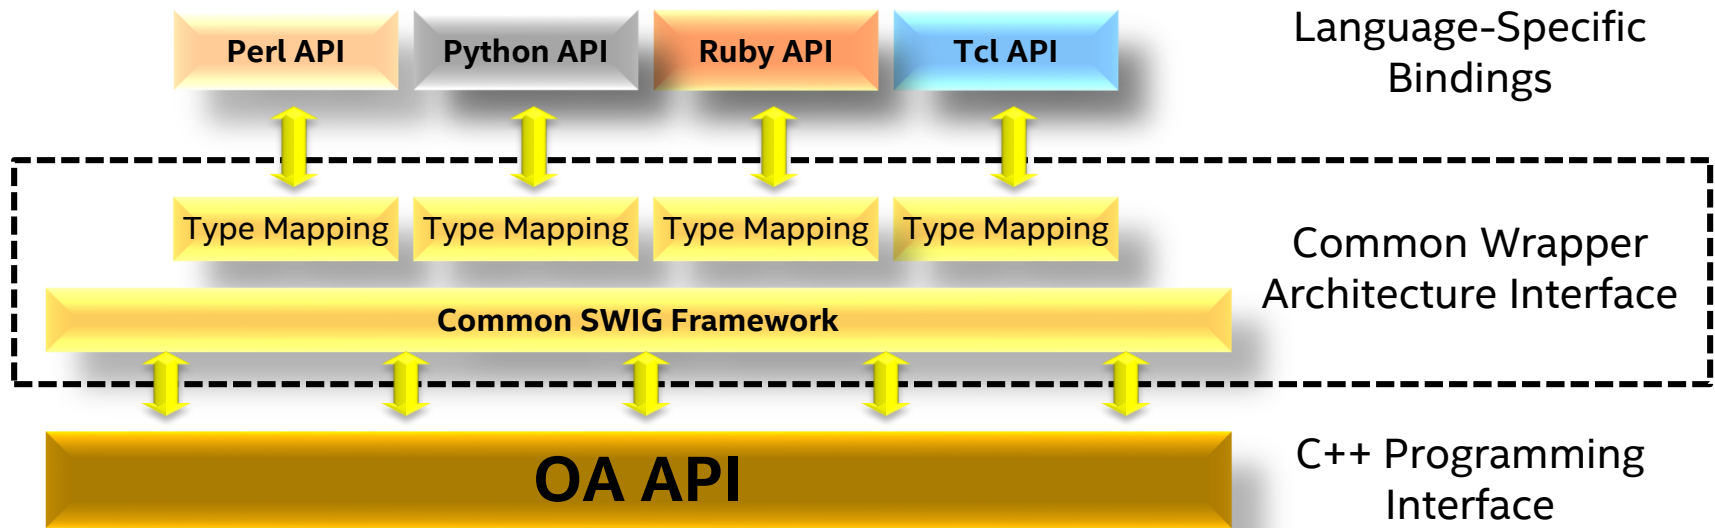 Perl API
Python API
Ruby API
Tcl API
Language-Specific
Bindings
Type Mapping
Type Mapping
Type Mapping
Type Mapping
Common Wrapper
Architecture Interface
Common SWIG Framework
OA API
C++ Programming
Interface